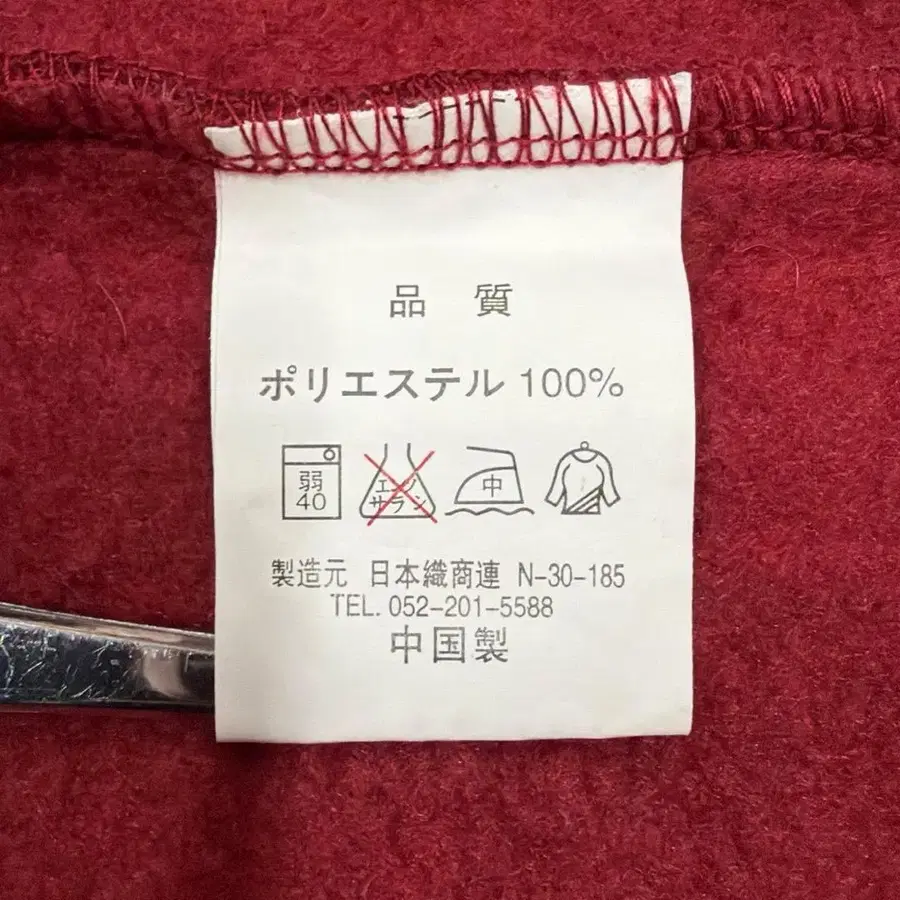 品 質
ポリエステル 100%
弱
40
エンソ
サラシ
中
製造元 日本織商連 N-30-185
TEL. 052-201-5588
中国製